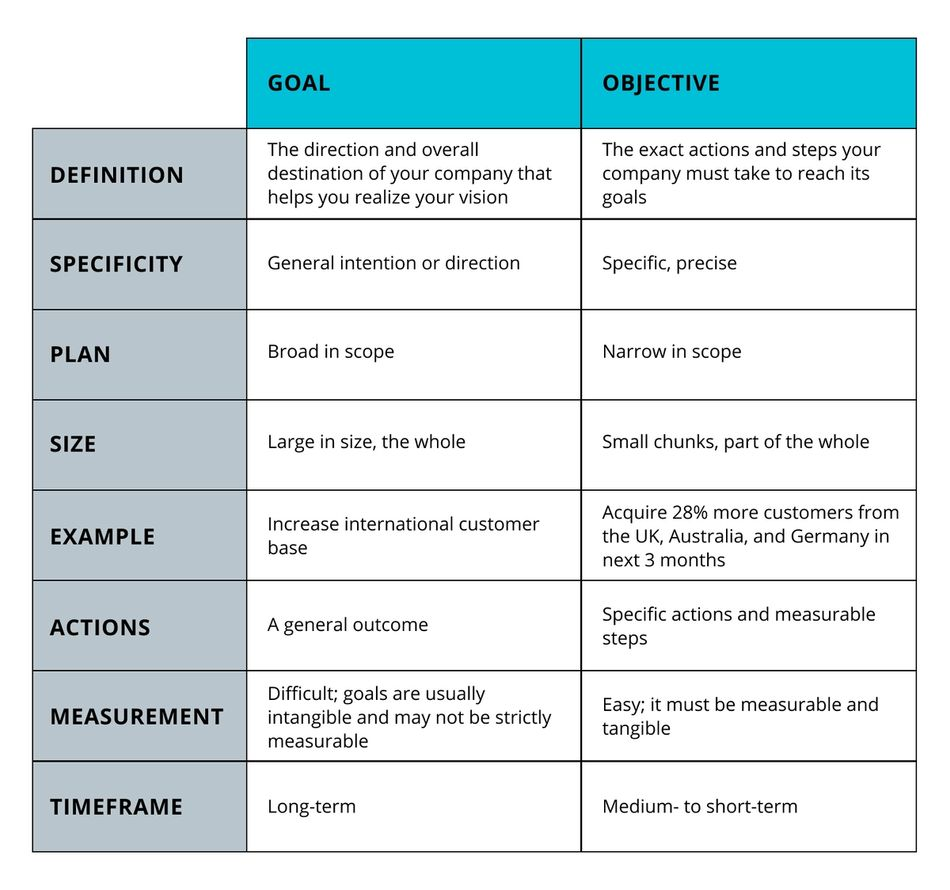 GOAL
OBJECTIVE
DEFINITION
The direction and overall
destination of your company that
helps you realize your vision
The exact actions and steps your
company must take to reach its
goals
SPECIFICITY
General intention or direction
Specific, precise
PLAN
Broad in scope
Narrow in scope
SIZE
Large in size, the whole
Small chunks, part of the whole
EXAMPLE
Increase international customer
base
Acquire 28% more customers from
the UK, Australia, and Germany in
next 3 months
ACTIONS
A general outcome
Specific actions and measurable
steps
MEASUREMENT
Difficult; goals are usually
intangible and may not be strictly
measurable
Easy; it must be measurable and
tangible
TIMEFRAME
Long-term
Medium- to short-term